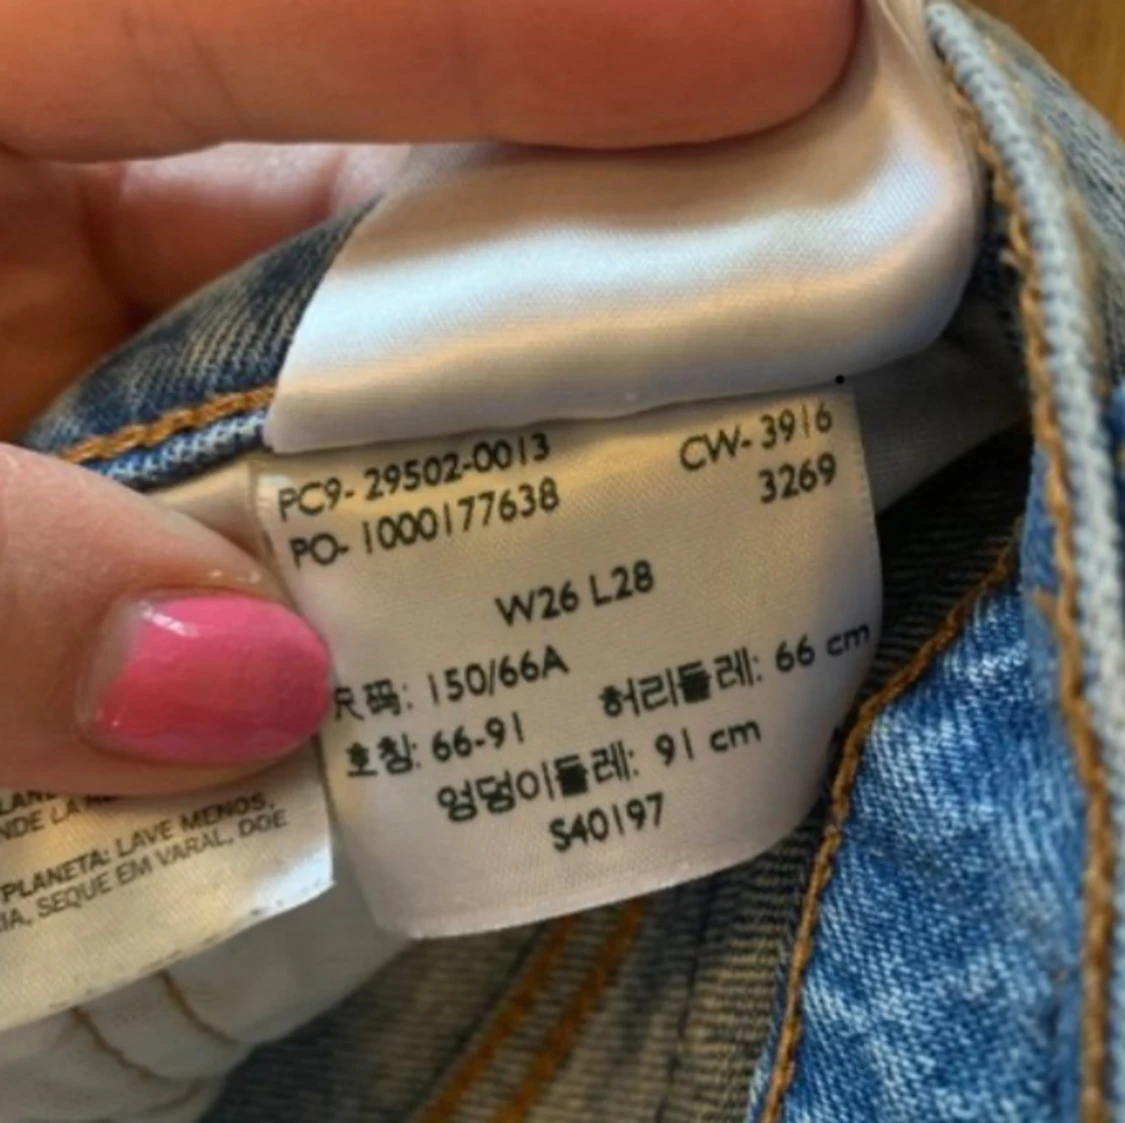 PC9- 29502-0013
CW- 3916
PO- 1000177638
3269
W26 L28
尺码: 150/66A
허리둘레: 66 cm
호칭: 66-91
엉덩이둘레: 91 cm
S40197
PLANETA: LAVE MENOS,
SEQUE EM VARAL, DOE